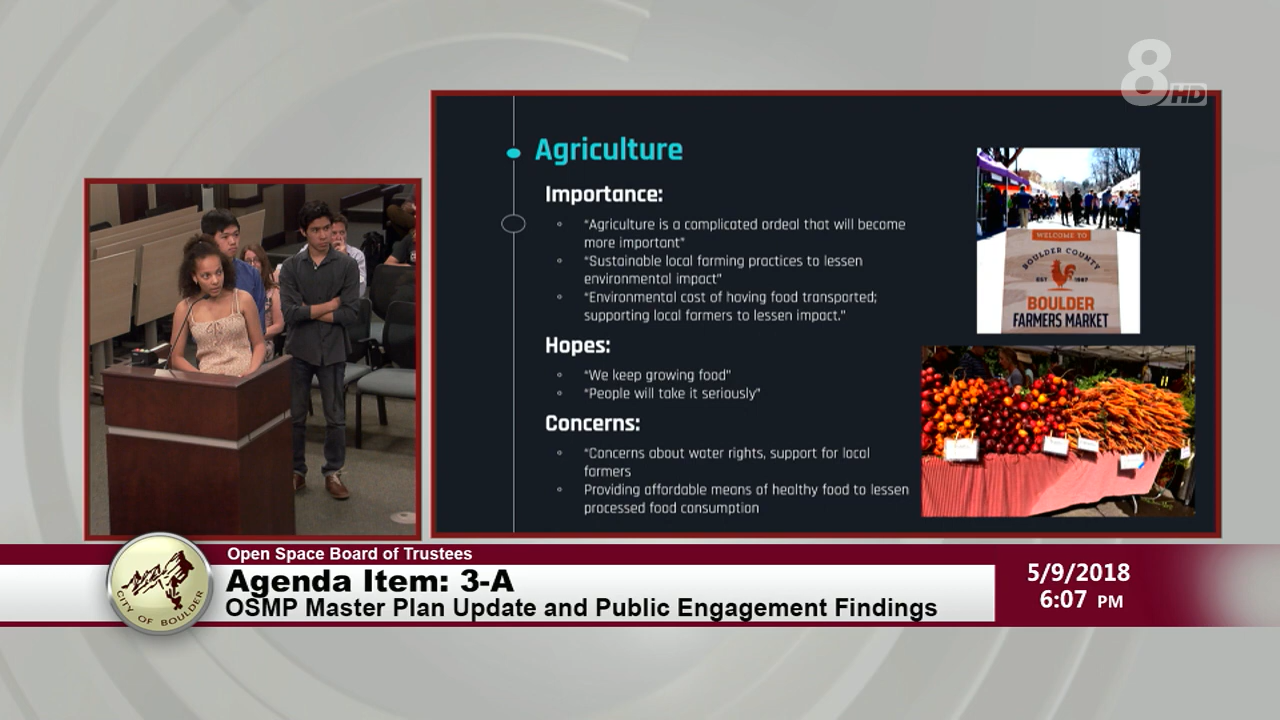 8
HD
Agriculture
Importance:
"Agriculture is a complicated ordeal that will become
more important"
"Sustainable local farming practices to lessen
environmental impact"
"Environmental cost of having food transported;
supporting local farmers to lessen impact."
Hopes:
"We keep growing food"
"People will take it seriously"
Concerns:
"Concerns about water rights, support for local
farmers
Providing affordable means of healthy food to lessen
processed food consumption
WELCOME TO
BOULDER COUNTY
EST 1987
BOULDER
FARMERS MARKET
Open Space Board of Trustees
Agenda Item: 3-A
OSMP Master Plan Update and Public Engagement Findings
CITY OF BOULDER
5/9/2018
6:07 PM